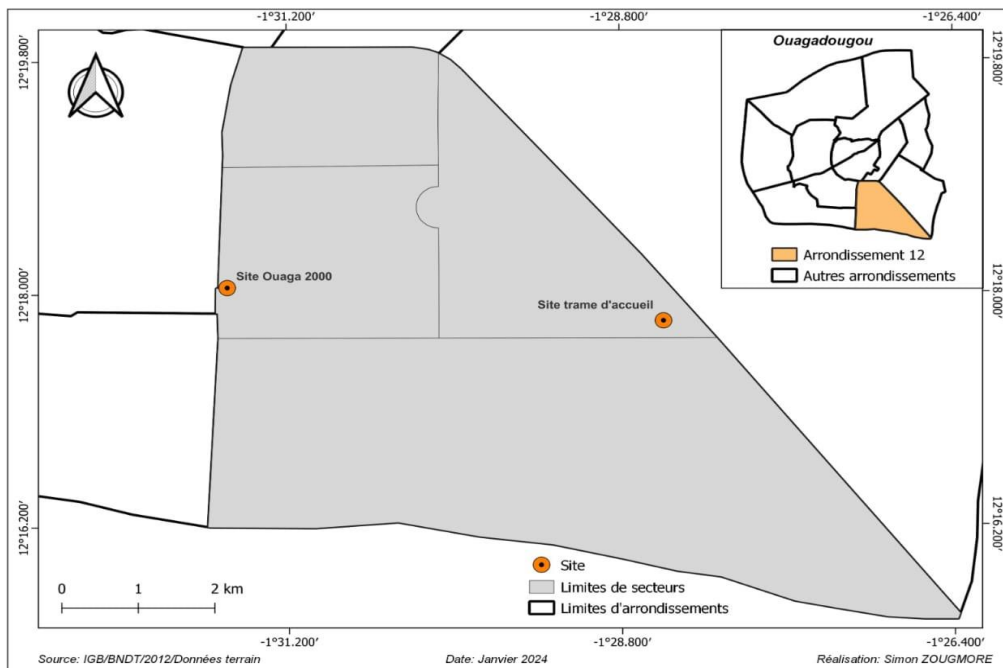 -1°31.200'
-1°28.800'
-1°26.400'
12°19.800'
12°19.800'
Ouagadougou
Arrondissement 12
Autres arrondissements
Site Ouaga 2000
Site trame d'accueil
12°18.000'
12°18.000'
12°16.200'
12°16.200'
0 1 2 km
Site
Limites de secteurs
Limites d'arrondissements
-1°31.200'
-1°28.800'
-1°26.400'
Source: IGB/BNDT/2012/Données terrain
Date: Janvier 2024
Réalisation: Simon ZOUGMORE